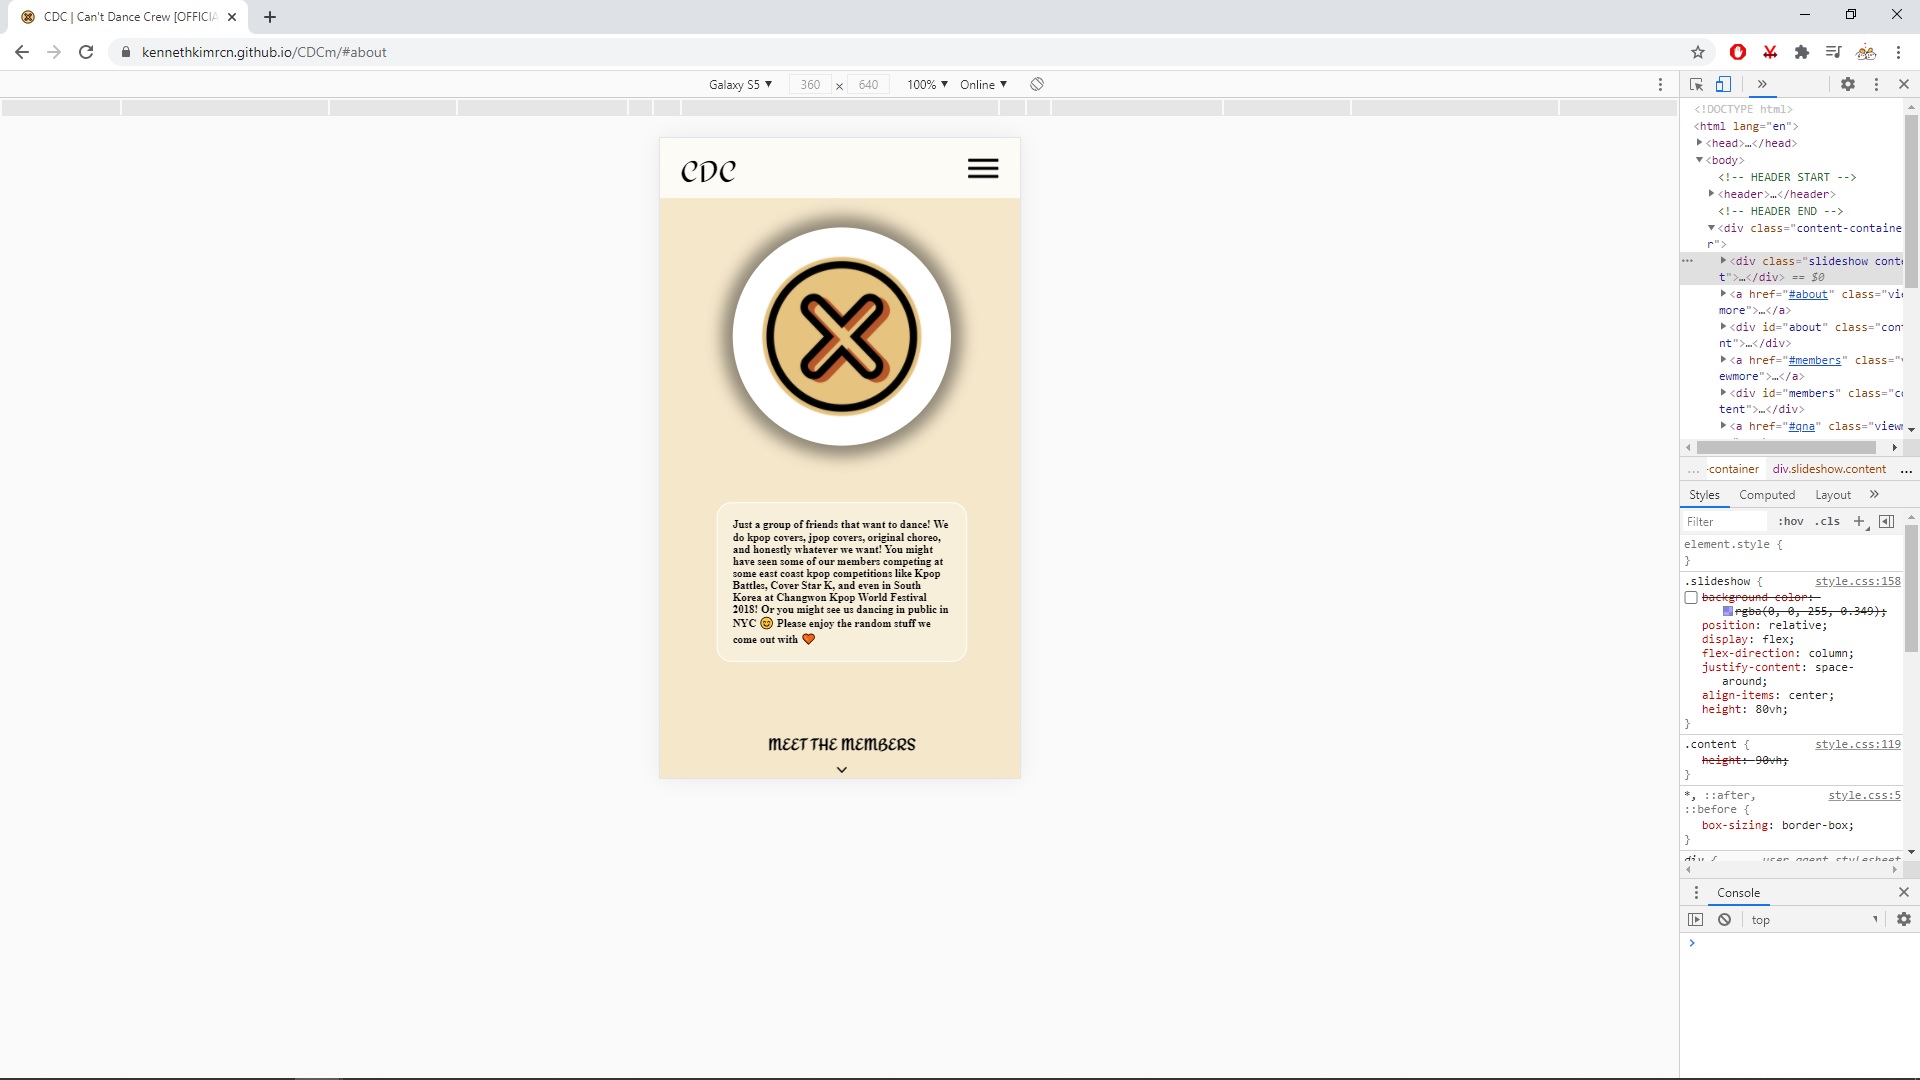 CDC | Can't Dance Crew [OFFICIA
kennethkimrcn.github.io/CDCm/#about
Galaxy S5 ▼ 360 × 640 100% ▼ Online ▼
CDC
Just a group of friends that want to dance! We
do kpop covers, jpop covers, original choreo,
and honestly whatever we want! You might
have seen some of our members competing at
some east coast kpop competitions like Kpop
Battles, Cover Star K, and even in South
Korea at Changwon Kpop World Festival
2018! Or you might see us dancing in public in
NYC 😊 Please enjoy the random stuff we
come out with 🧡
MEET THE MEMBERS
<!DOCTYPE html>
<html lang="en">
<head>…</head>
<body>
<!-- HEADER START -->
<header>…</header>
<!-- HEADER END -->
<div class="content-containe
r">
<div class="slideshow cont
t">…</div> == $0
<a href="#about" class="vie
more">…</a>
<div id="about" class="con
nt">…</div>
<a href="#members" class="
ewmore">…</a>
<div id="members" class="c
tent">…</div>
<a href="#qna" class="view
… -container div.slideshow.content …
Styles Computed Layout »
Filter :hov .cls +
element.style {
}
.slideshow { style.css:158
background-color:
rgba(0, 0, 255, 0.349);
position: relative;
display: flex;
flex-direction: column;
justify-content: space-
around;
align-items: center;
height: 80vh;
}
.content { style.css:119
height: 90vh;
}
*, ::after, style.css:5
::before {
box-sizing: border-box;
}
div { user agent stylesheet
Console
top